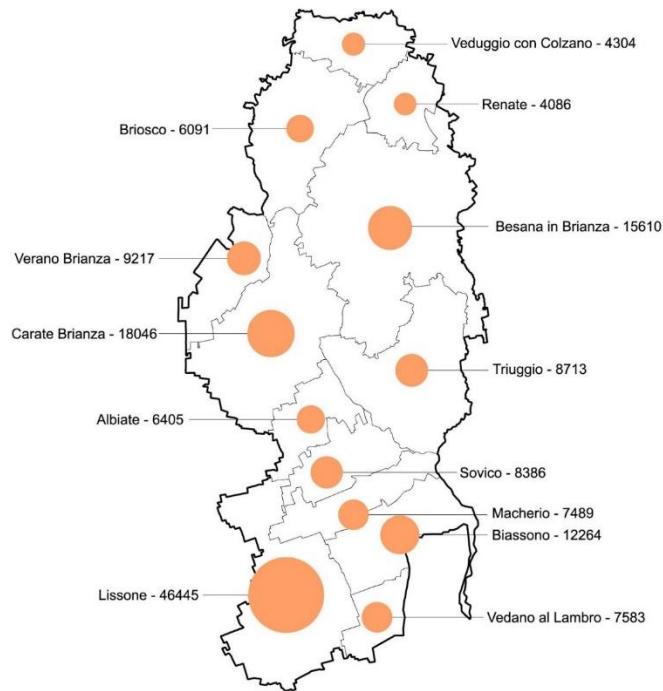 Veduggio con Colzano - 4304
Renate - 4086
Briosco - 6091
Besana in Brianza - 15610
Verano Brianza - 9217
Carate Brianza - 18046
Triuggio - 8713
Albiate - 6405
Sovico - 8386
Macherio - 7489
Biassono - 12264
Lissone - 46445
Vedano al Lambro - 7583